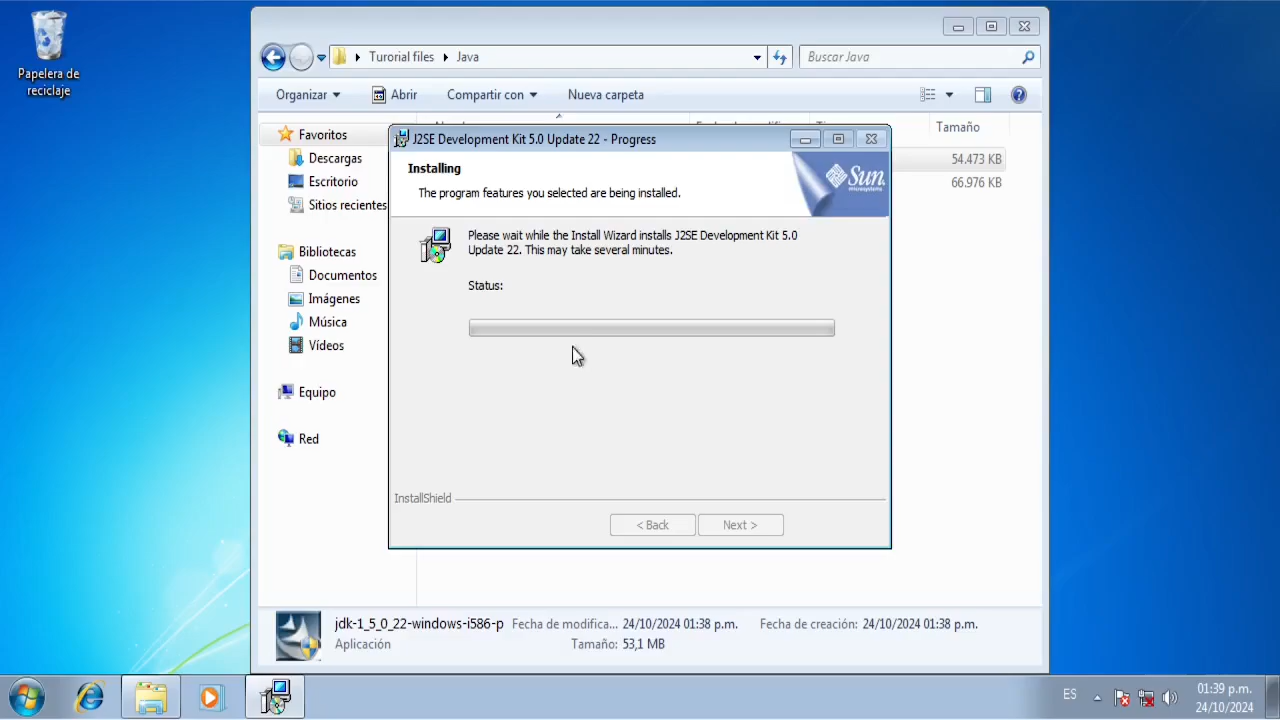 Papelera de
reciclaje
Turorial files
Java
Buscar Java
Organizar
Abrir
Compartir con
Nueva carpeta
Tamaño
54.473 KB
66.976 KB
Favoritos
Descargas
Escritorio
Sitios recientes
Bibliotecas
Documentos
Imágenes
Música
Vídeos
Equipo
Red
J2SE Development Kit 5.0 Update 22 - Progress
Installing
The program features you selected are being installed.
Sun
microsystems
Please wait while the Install Wizard installs J2SE Development Kit 5.0
Update 22. This may take several minutes.
Status:
InstallShield
< Back
Next >
jdk-1_5_0_22-windows-i586-p
Fecha de modifica... 24/10/2024 01:38 p.m.
Fecha de creación: 24/10/2024 01:38 p.m.
Aplicación
Tamaño: 53,1 MB
ES
01:39 p.m.
24/10/2024